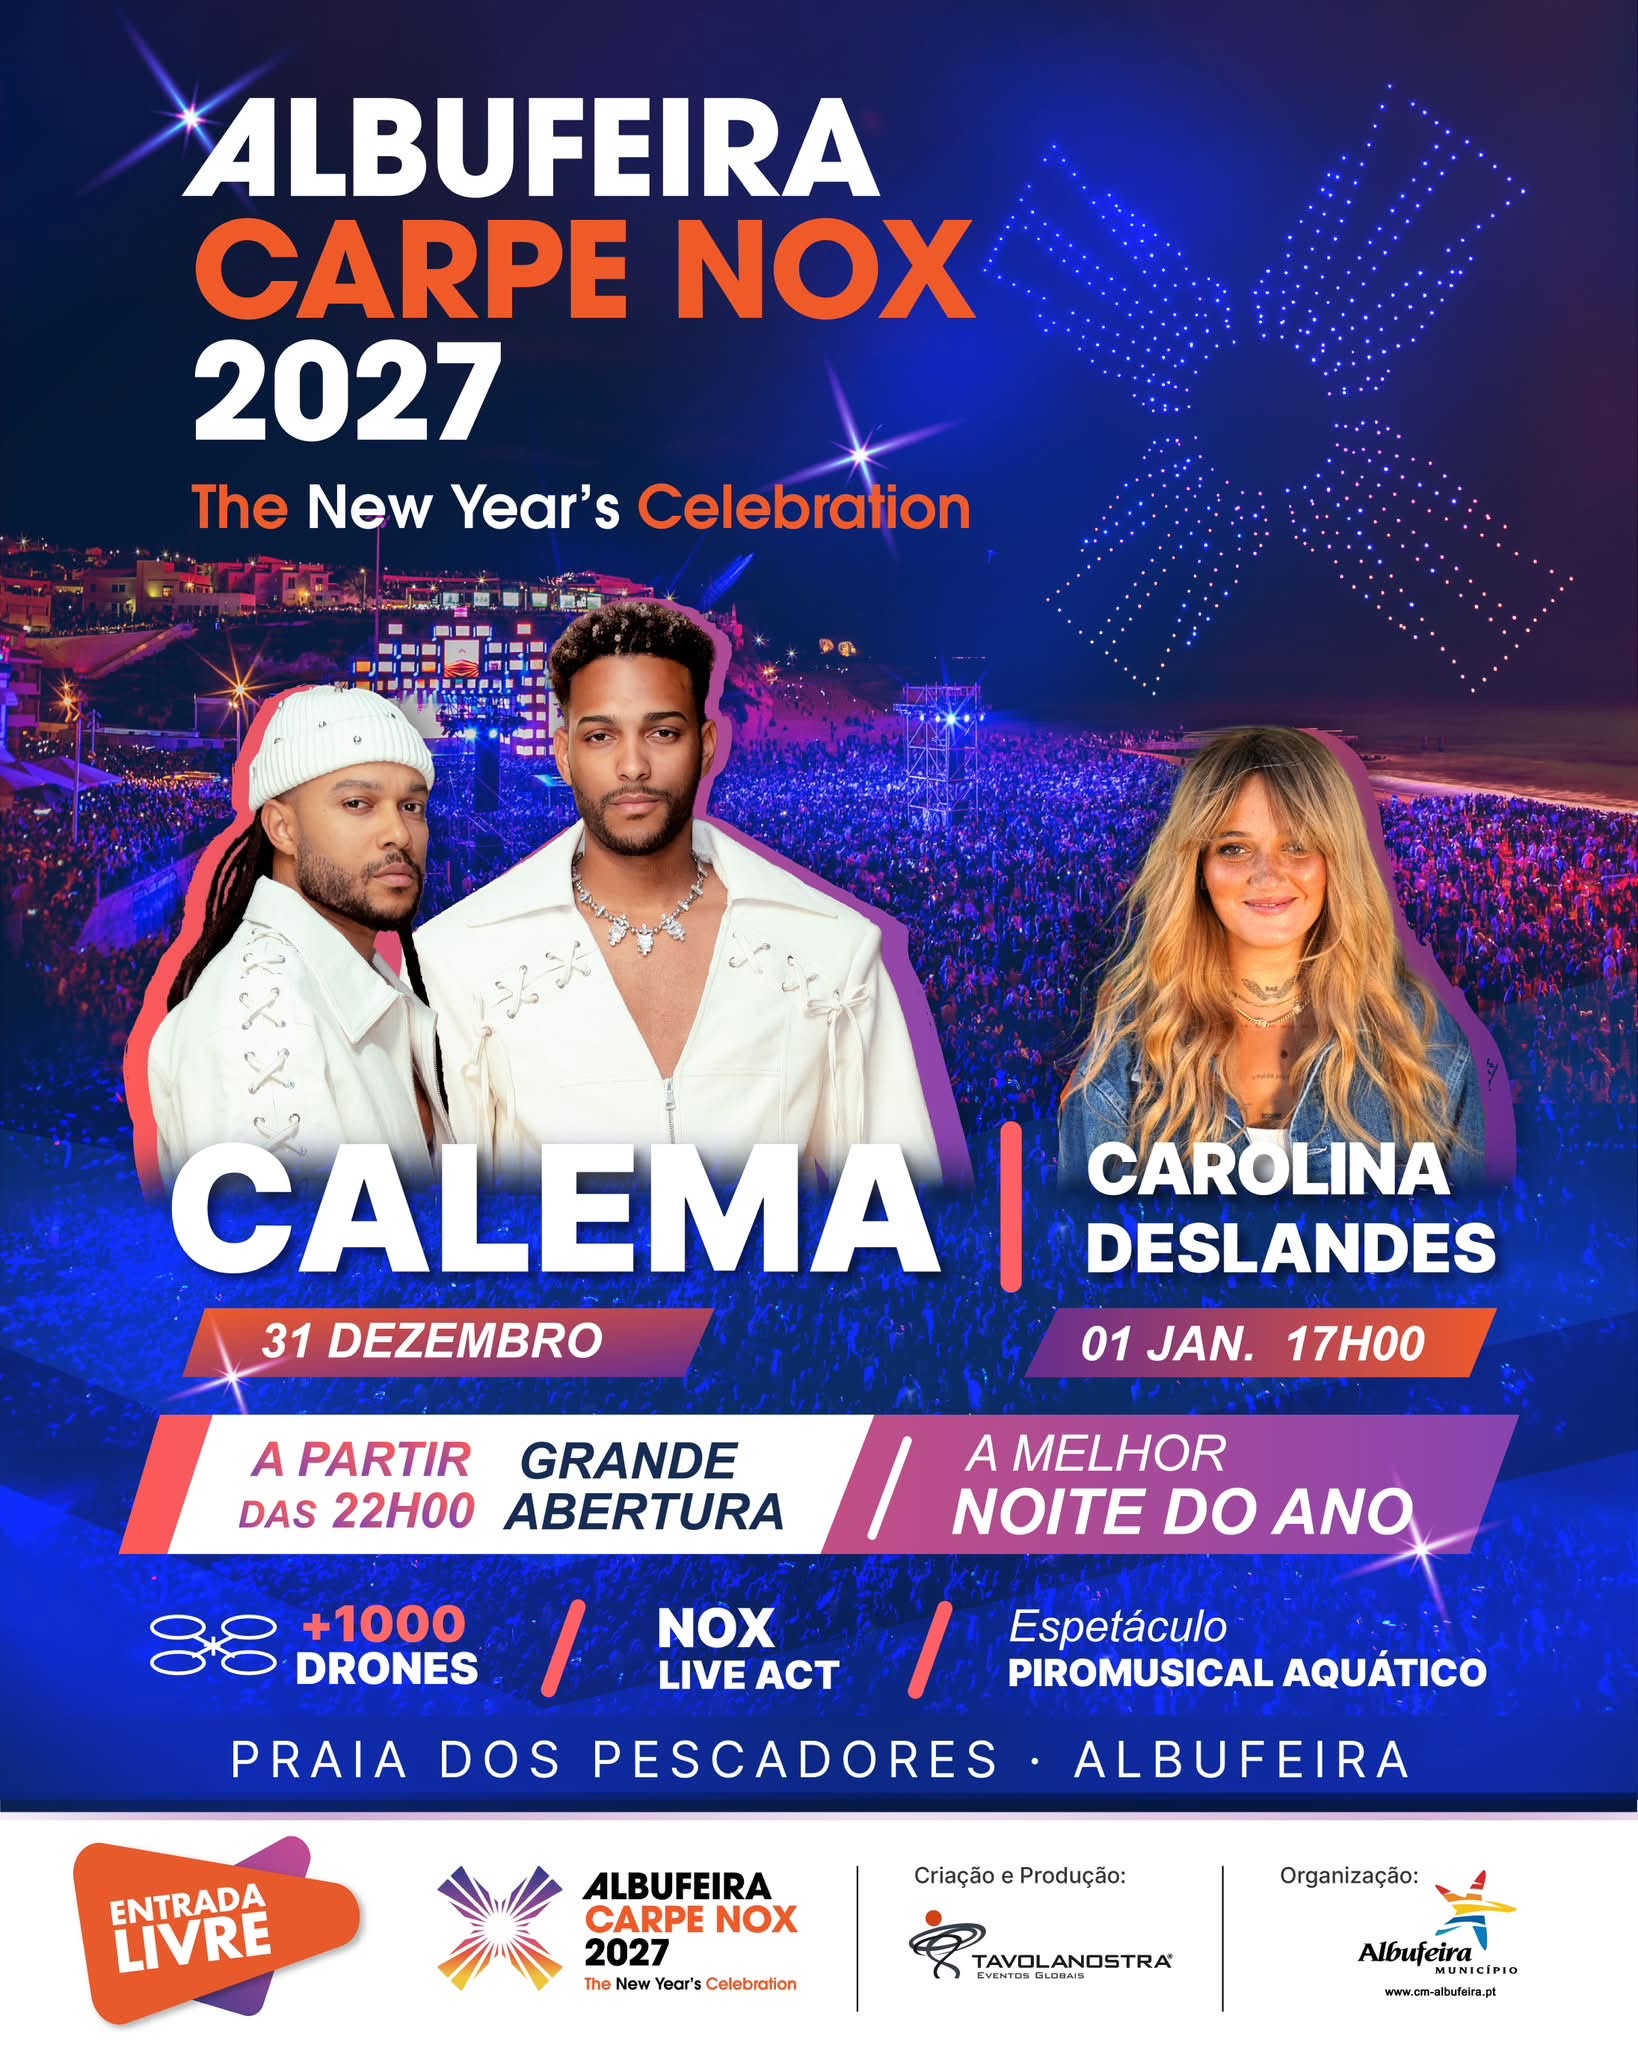 ALBUFEIRA
CARPE NOX
2027
The New Year's Celebration
CALEMA
CAROLINA
DESLANDES
31 DEZEMBRO
01 JAN. 17H00
A PARTIR
DAS 22H00
GRANDE
ABERTURA
A MELHOR
NOITE DO ANO
+1000
DRONES
NOX
LIVE ACT
Espetáculo
PIROMUSICAL AQUÁTICO
PRAIA DOS PESCADORES · ALBUFEIRA
ENTRADA
LIVRE
ALBUFEIRA
CARPE NOX
2027
The New Year's Celebration
Criação e Produção:
TAVOLANOSTRA®
EVENTOS GLOBAIS
Organização:
Albufeira
MUNICÍPIO
www.cm-albufeira.pt